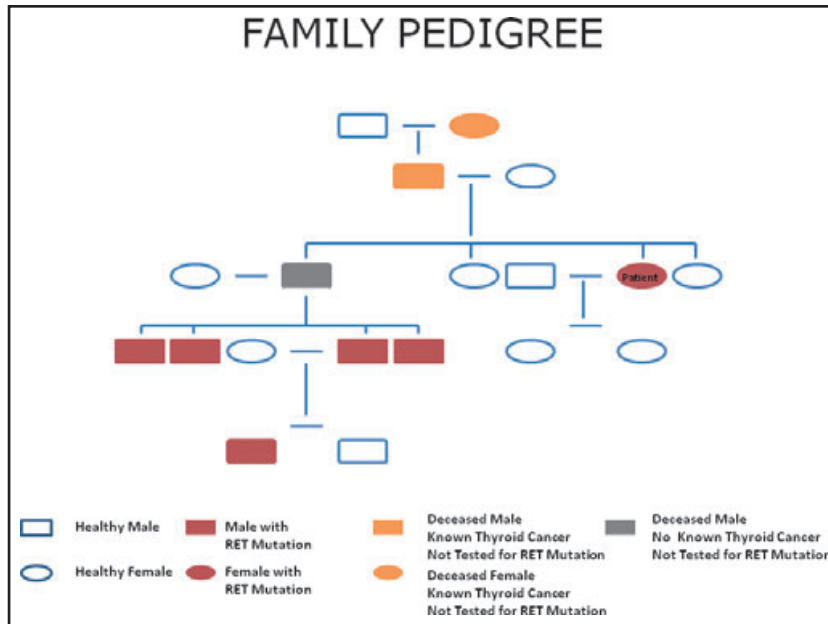 FAMILY PEDIGREE
Patient
Healthy Male
Male with
RET Mutation
Deceased Male
Known Thyroid Cancer
Not Tested for RET Mutation
Deceased Male
No Known Thyroid Cancer
Not Tested for RET Mutation
Healthy Female
Female with
RET Mutation
Deceased Female
Known Thyroid Cancer
Not Tested for RET Mutation